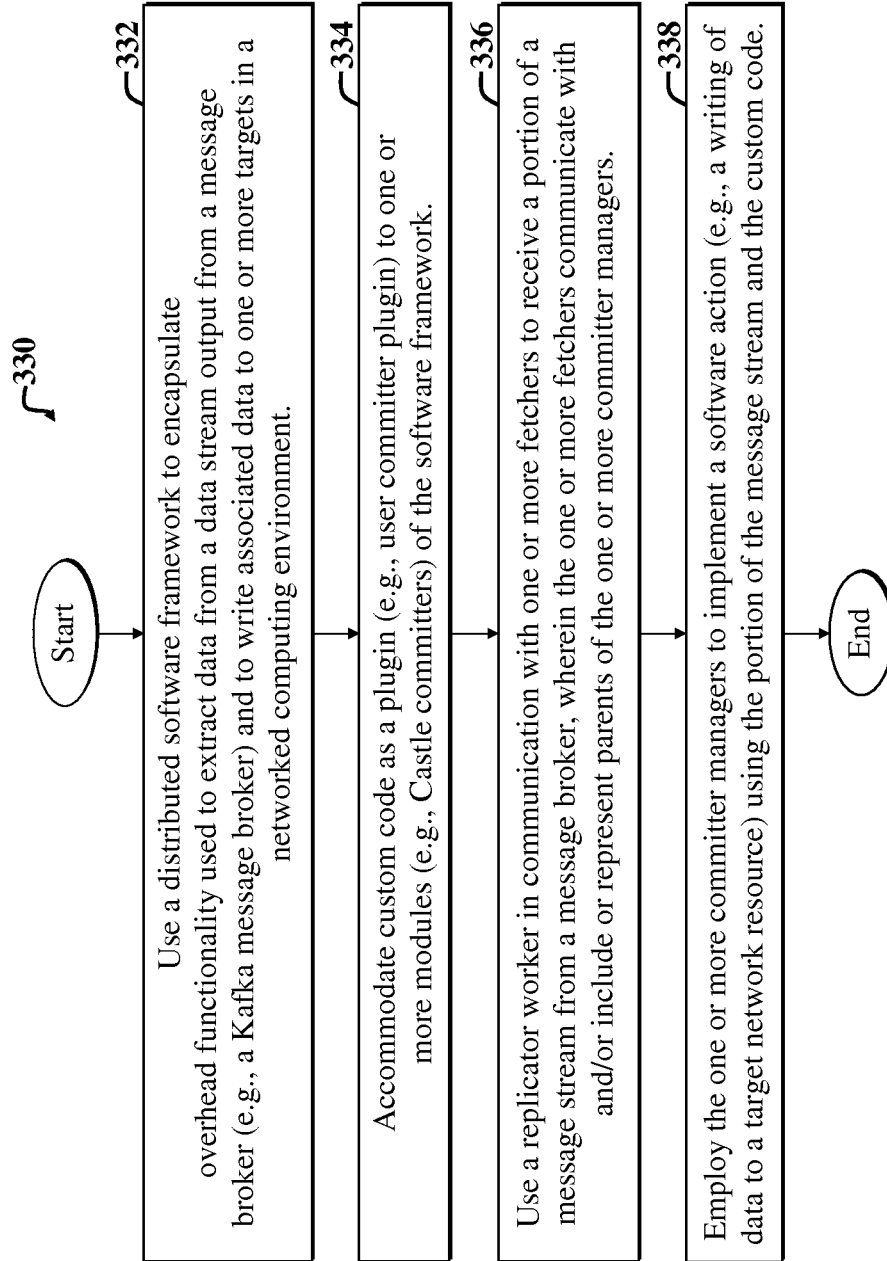 330
Start
332
Use a distributed software framework to encapsulate
overhead functionality used to extract data from a data stream output from a message
broker (e.g., a Kafka message broker) and to write associated data to one or more targets in a
networked computing environment.
334
Accommodate custom code as a plugin (e.g., user committer plugin) to one or
more modules (e.g., Castle committers) of the software framework.
336
Use a replicator worker in communication with one or more fetchers to receive a portion of a
message stream from a message broker, wherein the one or more fetchers communicate with
and/or include or represent parents of the one or more committer managers.
338
Employ the one or more committer managers to implement a software action (e.g., a writing of
data to a target network resource) using the portion of the message stream and the custom code.
End